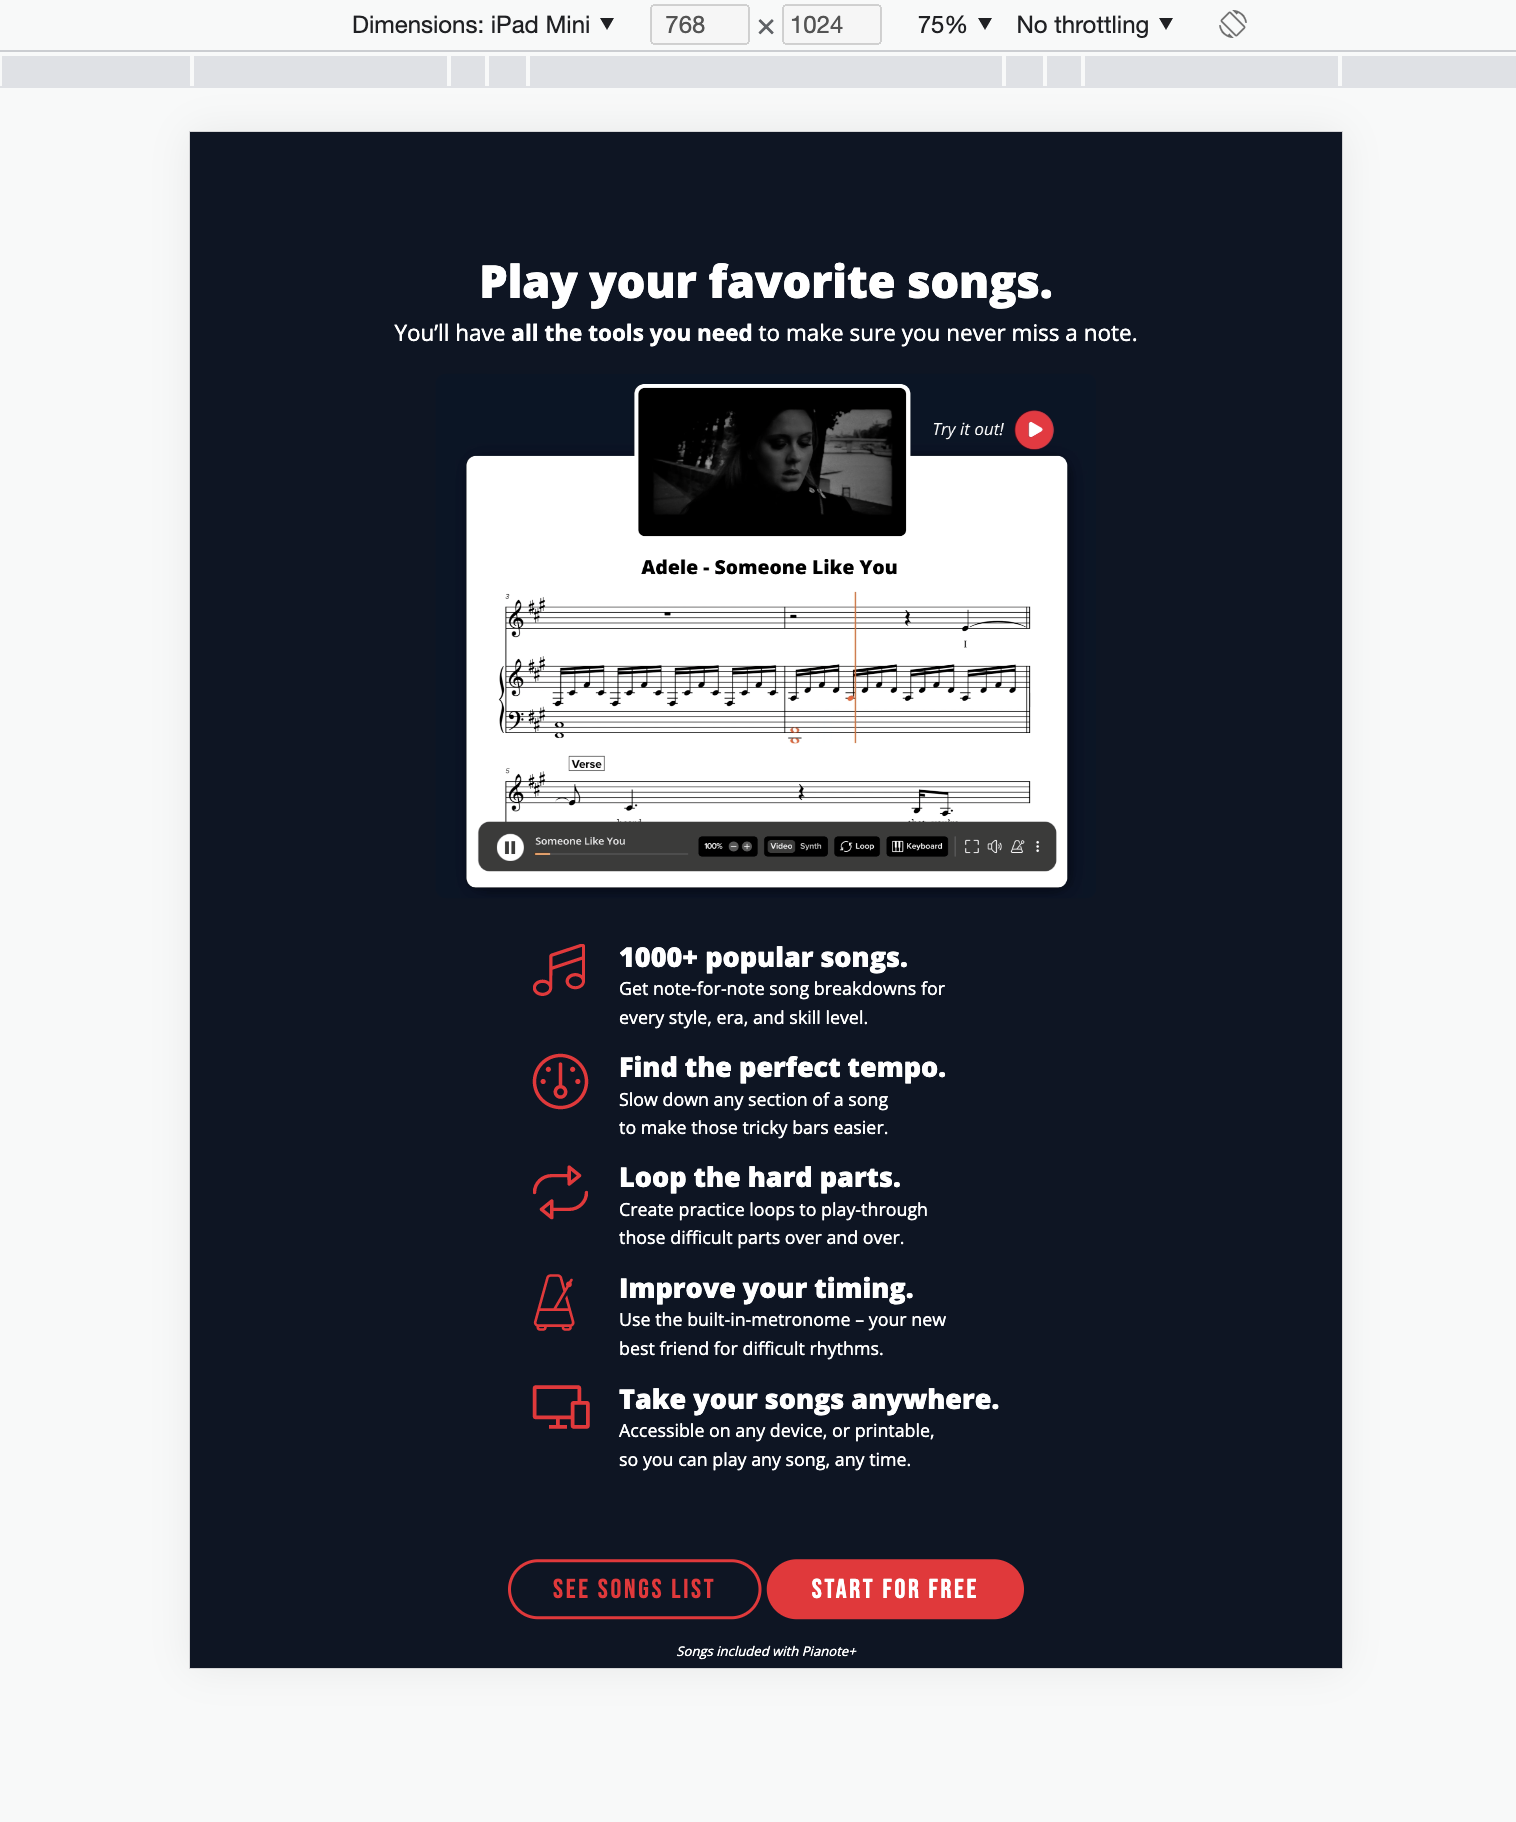 Dimensions: iPad Mini ▼ 768 × 1024 75% ▼ No throttling ▼
Play your favorite songs.
You'll have all the tools you need to make sure you never miss a note.
Try it out!
Adele - Someone Like You
3
I
Verse
5
Someone Like You
100% Video Synth Loop Keyboard
1000+ popular songs.
Get note-for-note song breakdowns for
every style, era, and skill level.
Find the perfect tempo.
Slow down any section of a song
to make those tricky bars easier.
Loop the hard parts.
Create practice loops to play-through
those difficult parts over and over.
Improve your timing.
Use the built-in-metronome – your new
best friend for difficult rhythms.
Take your songs anywhere.
Accessible on any device, or printable,
so you can play any song, any time.
SEE SONGS LIST
START FOR FREE
Songs included with Pianote+